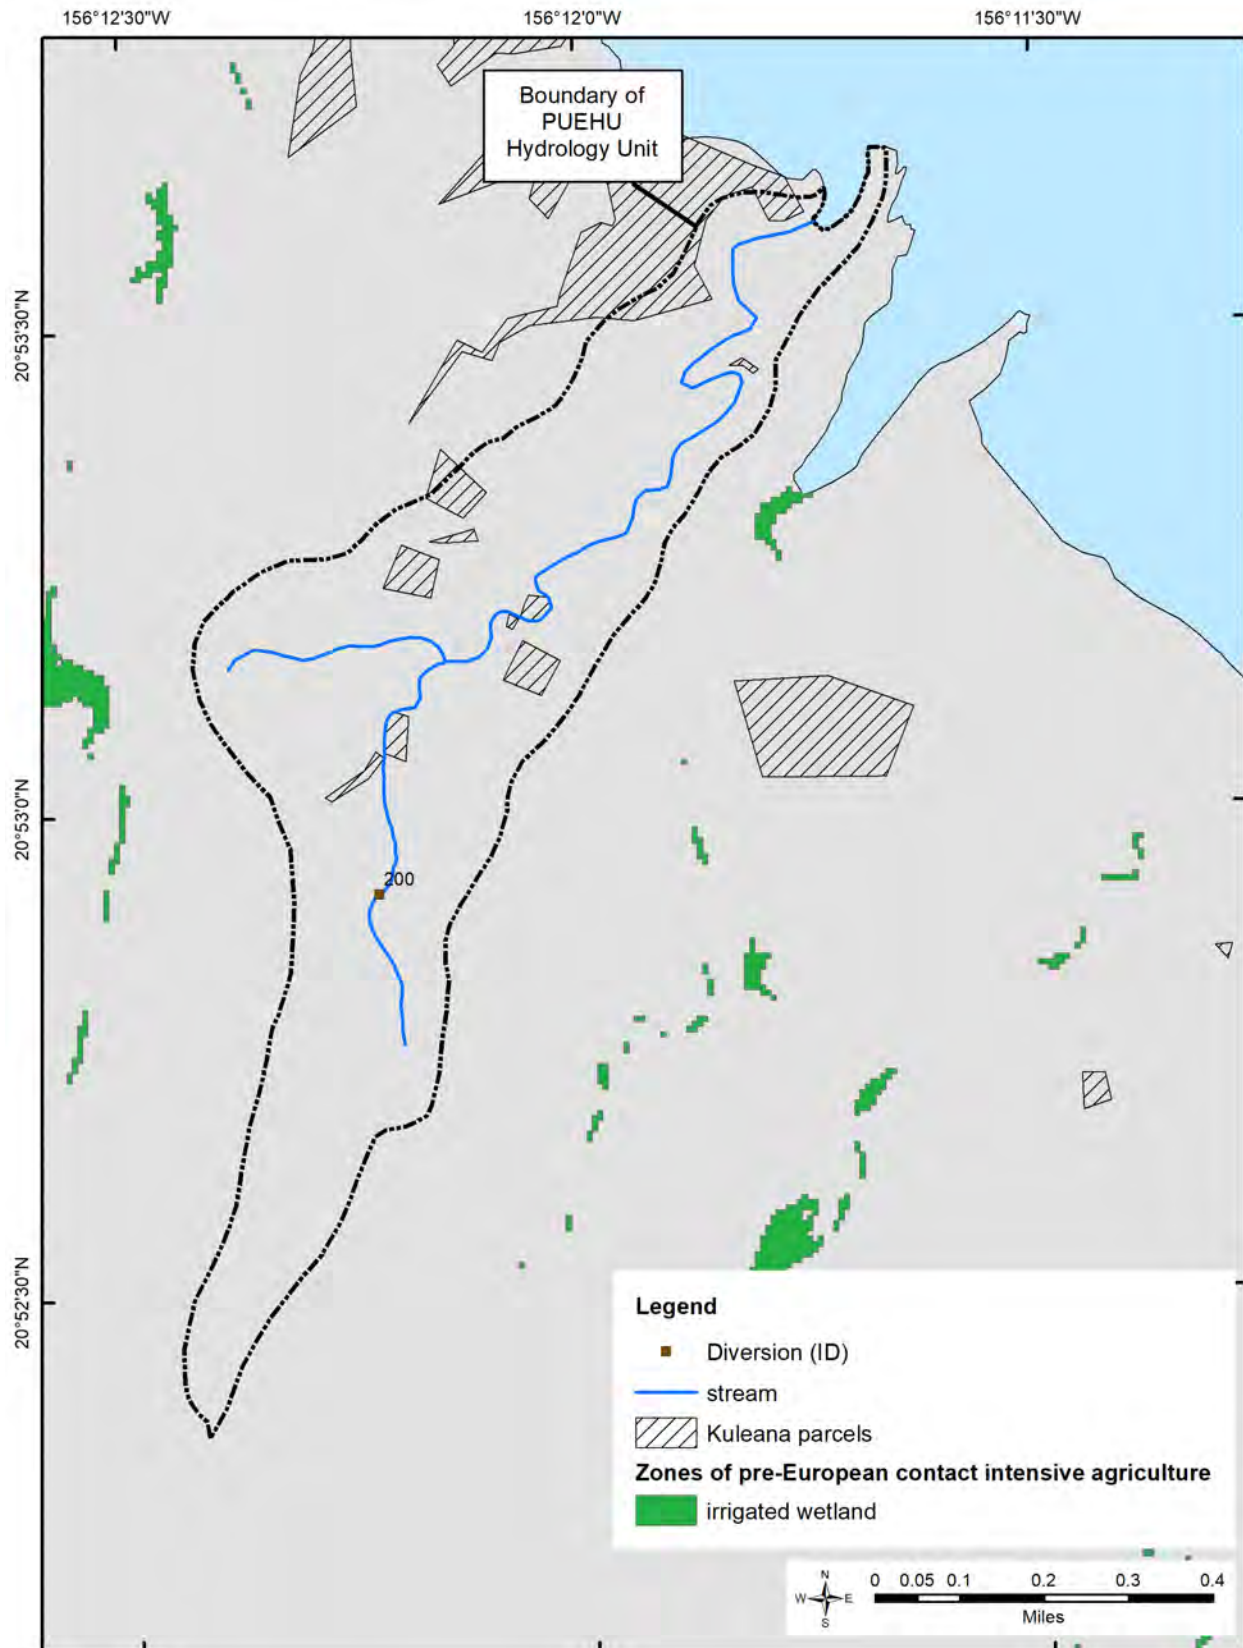 156°12'30"W
156°12'0"W
156°11'30"W
Boundary of
PUEHU
Hydrology Unit
20°53'30"N
20°53'0"N
200
20°52'30"N
Legend
Diversion (ID)
stream
Kuleana parcels
Zones of pre-European contact intensive agriculture
irrigated wetland
N
W E
S
0 0.05 0.1 0.2 0.3 0.4
Miles